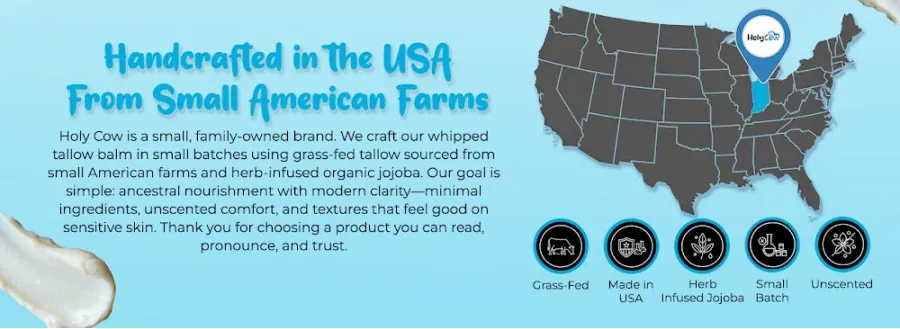 Handcrafted in the USA
From Small American Farms
Holy Cow is a small, family-owned brand. We craft our whipped
tallow balm in small batches using grass-fed tallow sourced from
small American farms and herb-infused organic jojoba. Our goal is
simple: ancestral nourishment with modern clarity—minimal
ingredients, unscented comfort, and textures that feel good on
sensitive skin. Thank you for choosing a product you can read,
pronounce, and trust.
HolyCow
Grass-Fed
Made in
USA
Herb
Infused Jojoba
Small
Batch
Unscented